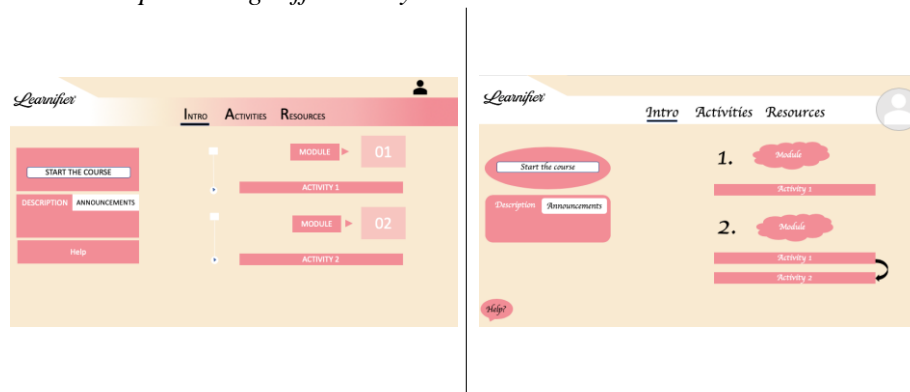 Learnifier
INTRO ACTIVITIES RESOURCES
START THE COURSE
DESCRIPTION ANNOUNCEMENTS
Help
MODULE 01
ACTIVITY 1
MODULE 02
ACTIVITY 2
Learnifier
Intro Activities Resources
Start the course
Description Announcements
Help?
1. Module
Activity 1
2. Module
Activity 1
Activity 2